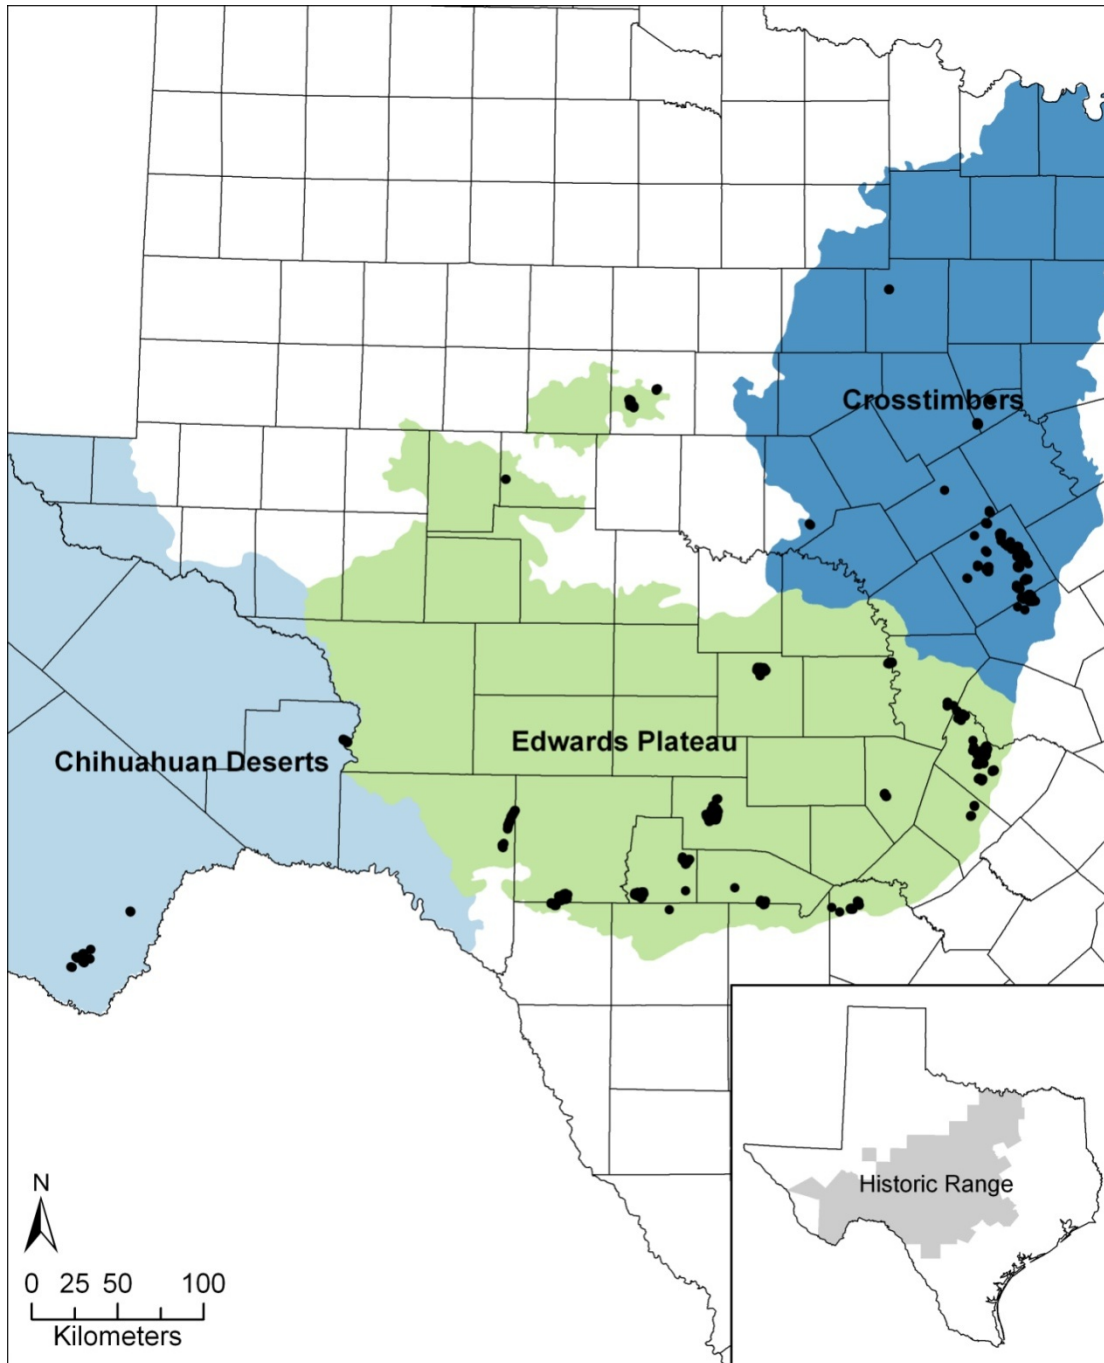 Crosstimbers
Edwards Plateau
Chihuahuan Deserts
Historic Range
N
0 25 50 100
Kilometers